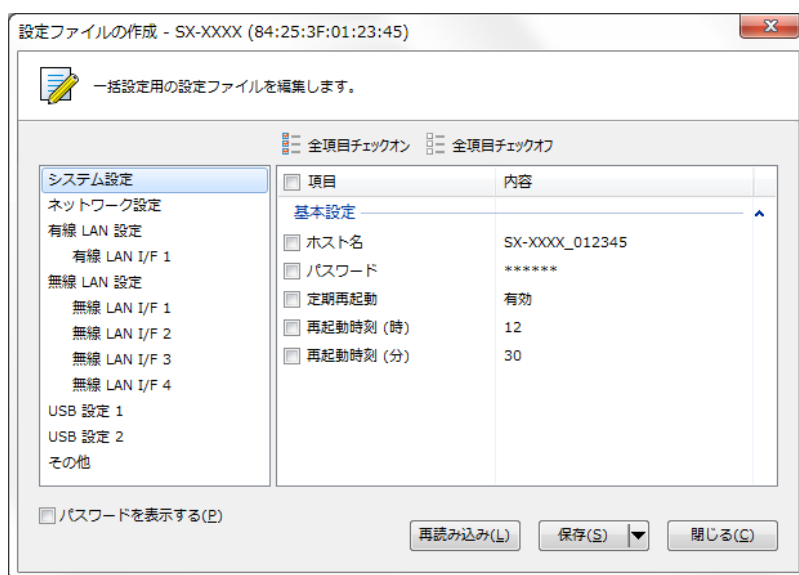 設定ファイルの作成 - SX-XXXX (84:25:3F:01:23:45)
一括設定用の設定ファイルを編集します。
全項目チェックオン 全項目チェックオフ
システム設定
ネットワーク設定
有線 LAN 設定
有線 LAN I/F 1
無線 LAN 設定
無線 LAN I/F 1
無線 LAN I/F 2
無線 LAN I/F 3
無線 LAN I/F 4
USB 設定 1
USB 設定 2
その他
項目 内容
基本設定
ホスト名 SX-XXXX_012345
パスワード ******
定期再起動 有効
再起動時刻 (時) 12
再起動時刻 (分) 30
パスワードを表示する(P)
再読み込み(L) 保存(S) 閉じる(C)